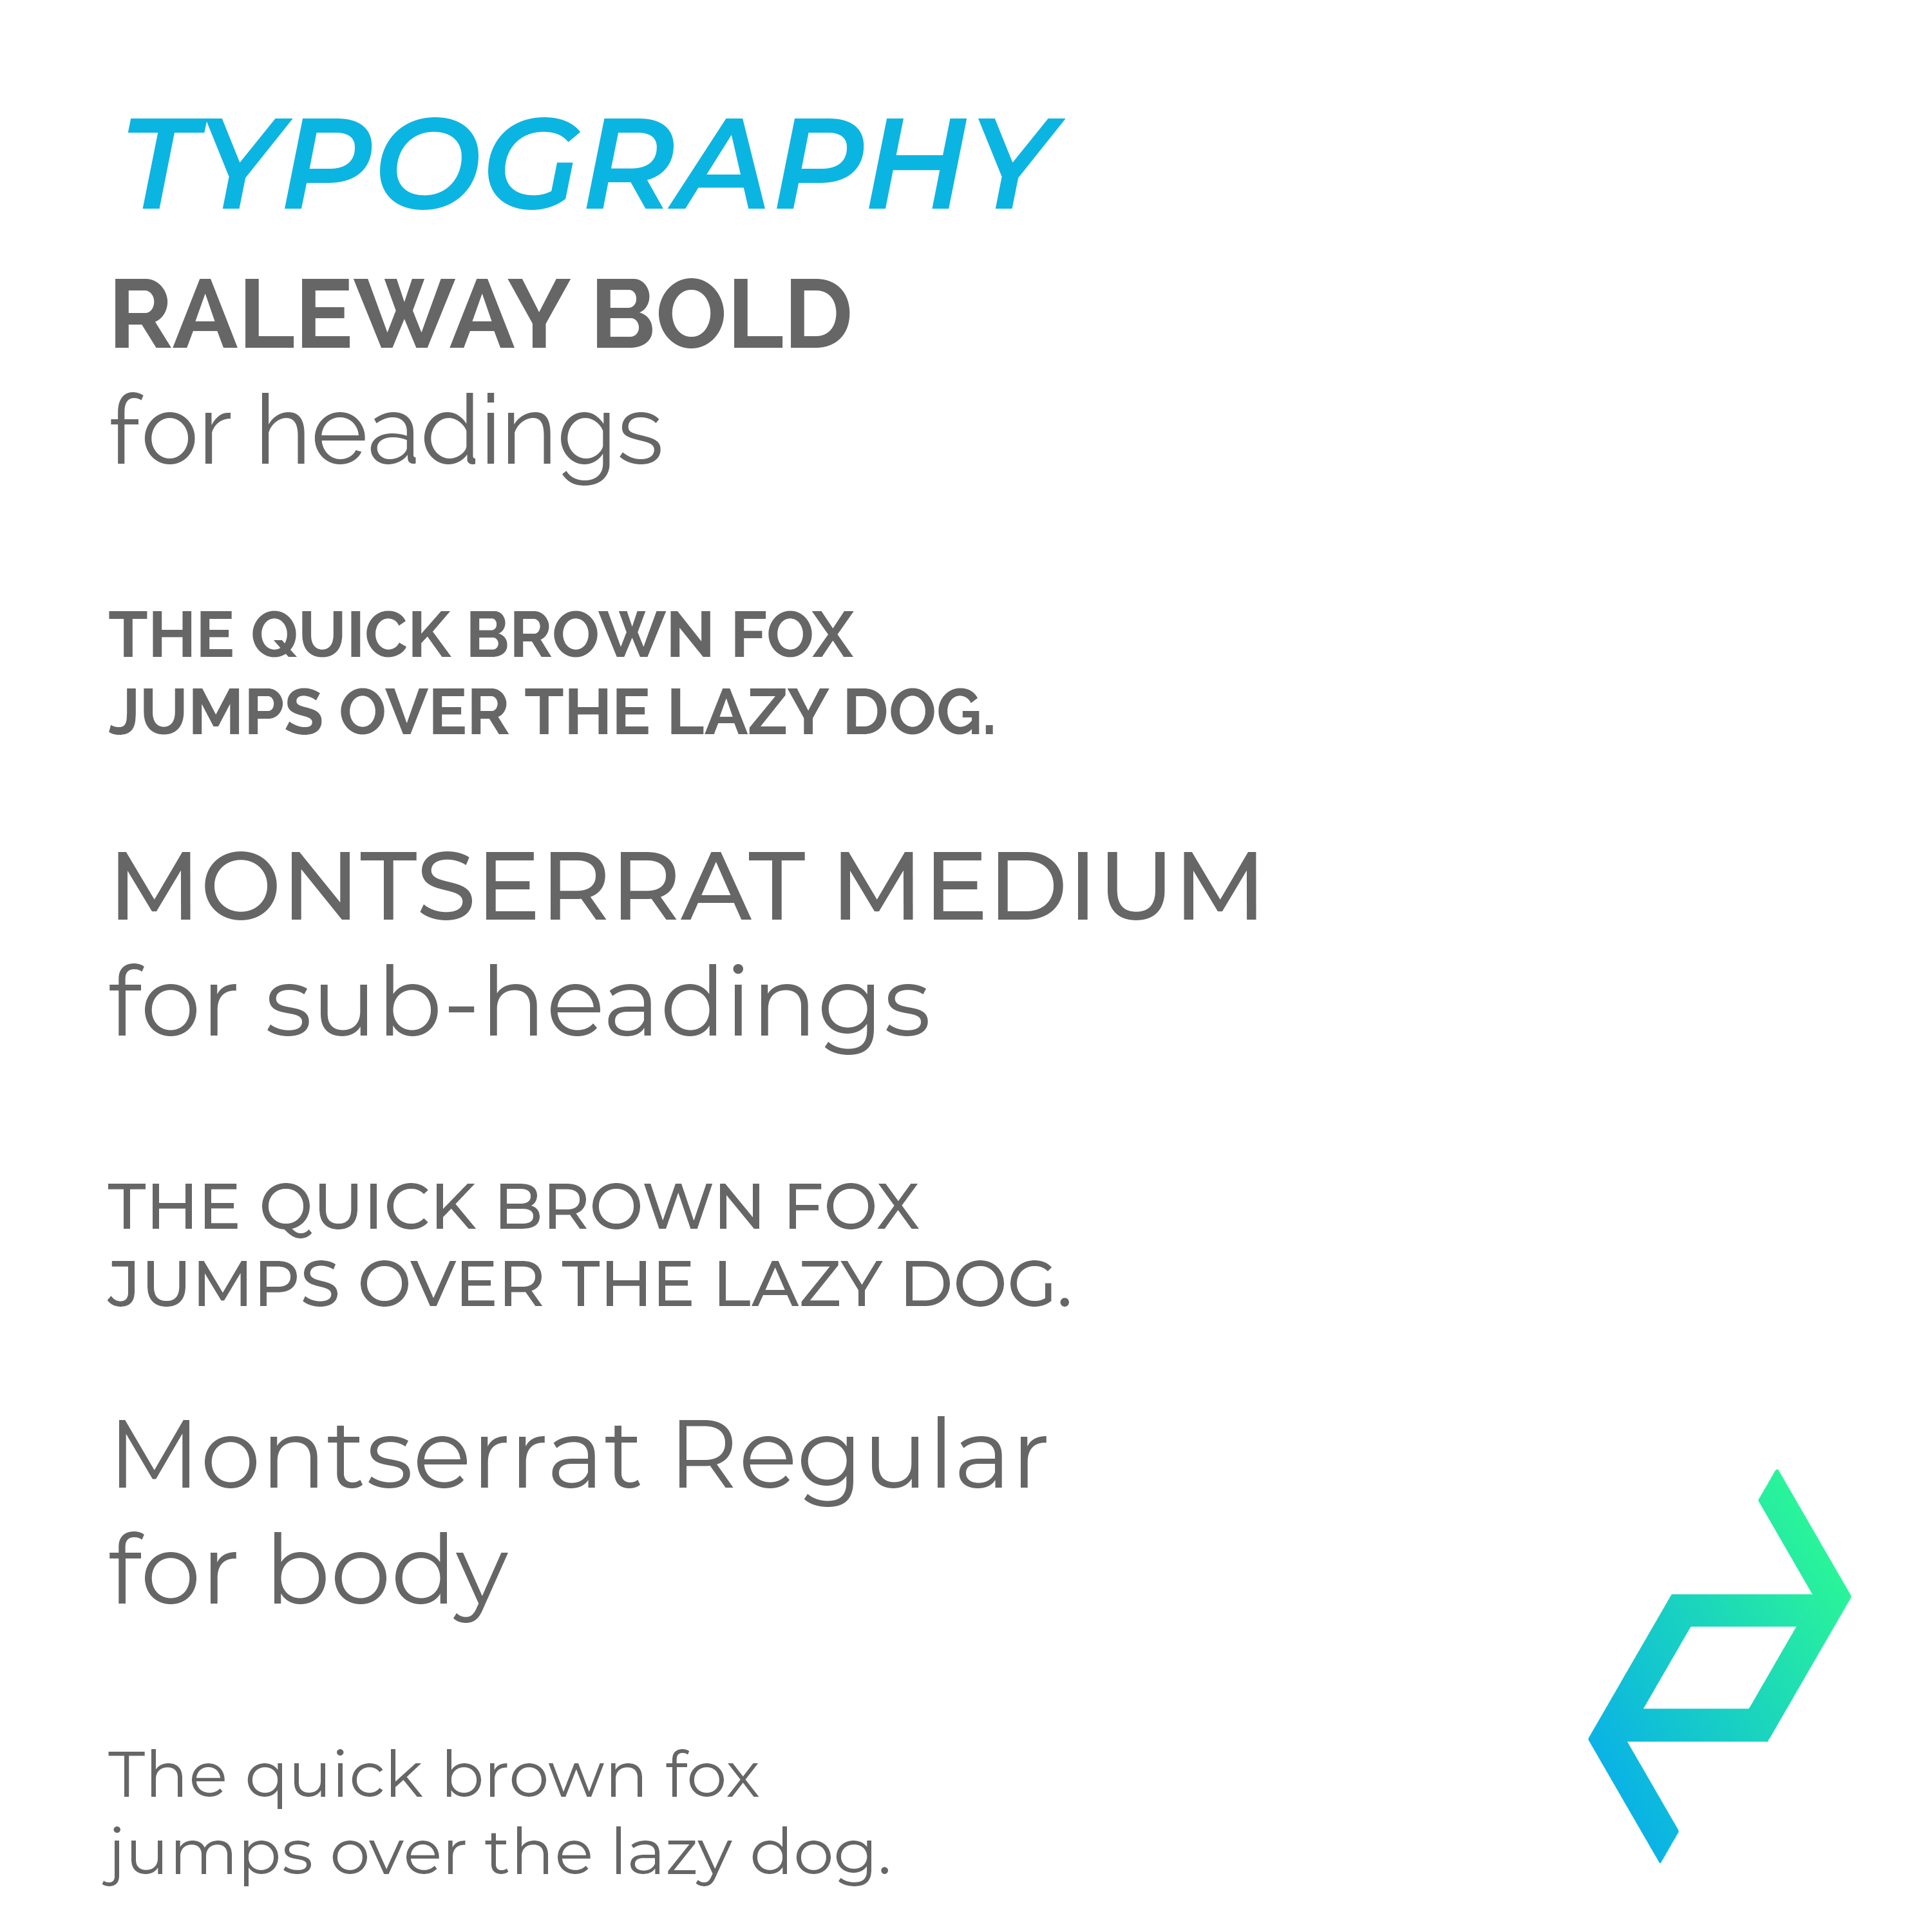 TYPOGRAPHY
RALEWAY BOLD
for headings
THE QUICK BROWN FOX
JUMPS OVER THE LAZY DOG.
MONTSERRAT MEDIUM
for sub-headings
THE QUICK BROWN FOX
JUMPS OVER THE LAZY DOG.
Montserrat Regular
for body
The quick brown fox
jumps over the lazy dog.